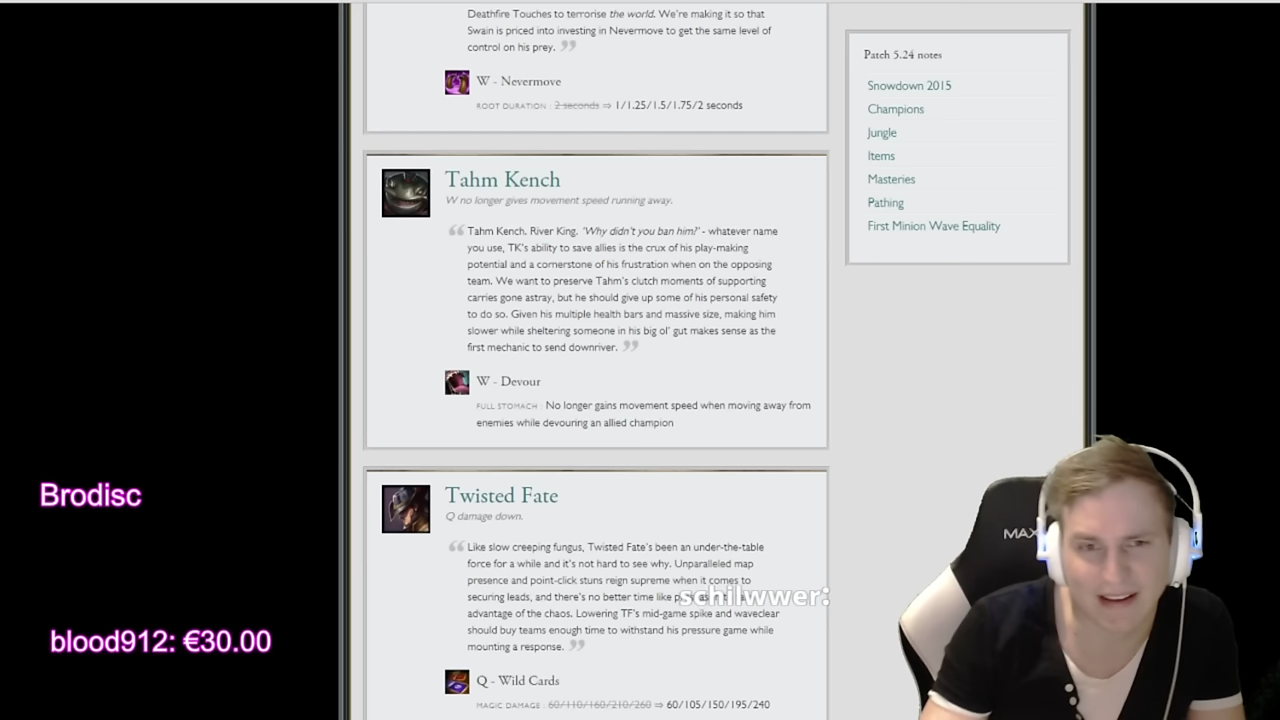 Deathfire Touches to terrorise the world. We're making it so that
Swain is priced into investing in Nevermove to get the same level of
control on his prey. ”
W - Nevermove
ROOT DURATION : 2 seconds ⇒ 1/1.25/1.5/1.75/2 seconds
Tahm Kench
W no longer gives movement speed running away.
“ Tahm Kench. River King. 'Why didn't you ban him?' - whatever name
you use, TK's ability to save allies is the crux of his play-making
potential and a cornerstone of his frustration when on the opposing
team. We want to preserve Tahm's clutch moments of supporting
carries gone astray, but he should give up some of his personal safety
to do so. Given his multiple health bars and massive size, making him
slower while sheltering someone in his big ol' gut makes sense as the
first mechanic to send downriver. ”
W - Devour
FULL STOMACH : No longer gains movement speed when moving away from
enemies while devouring an allied champion
Twisted Fate
Q damage down.
“ Like slow creeping fungus, Twisted Fate's been an under-the-table
force for a while and it's not hard to see why. Unparalleled map
presence and point-click stuns reign supreme when it comes to
securing leads, and there's no better time like
advantage of the chaos. Lowering TF's mid-game spike and waveclear
should buy teams enough time to withstand his pressure game while
mounting a response. ”
Q - Wild Cards
MAGIC DAMAGE : 60/110/160/210/260 ⇒ 60/105/150/195/240
Patch 5.24 notes
Snowdown 2015
Champions
Jungle
Items
Masteries
Pathing
First Minion Wave Equality
Brodisc
blood912: €30.00
schilwwer:
MAX